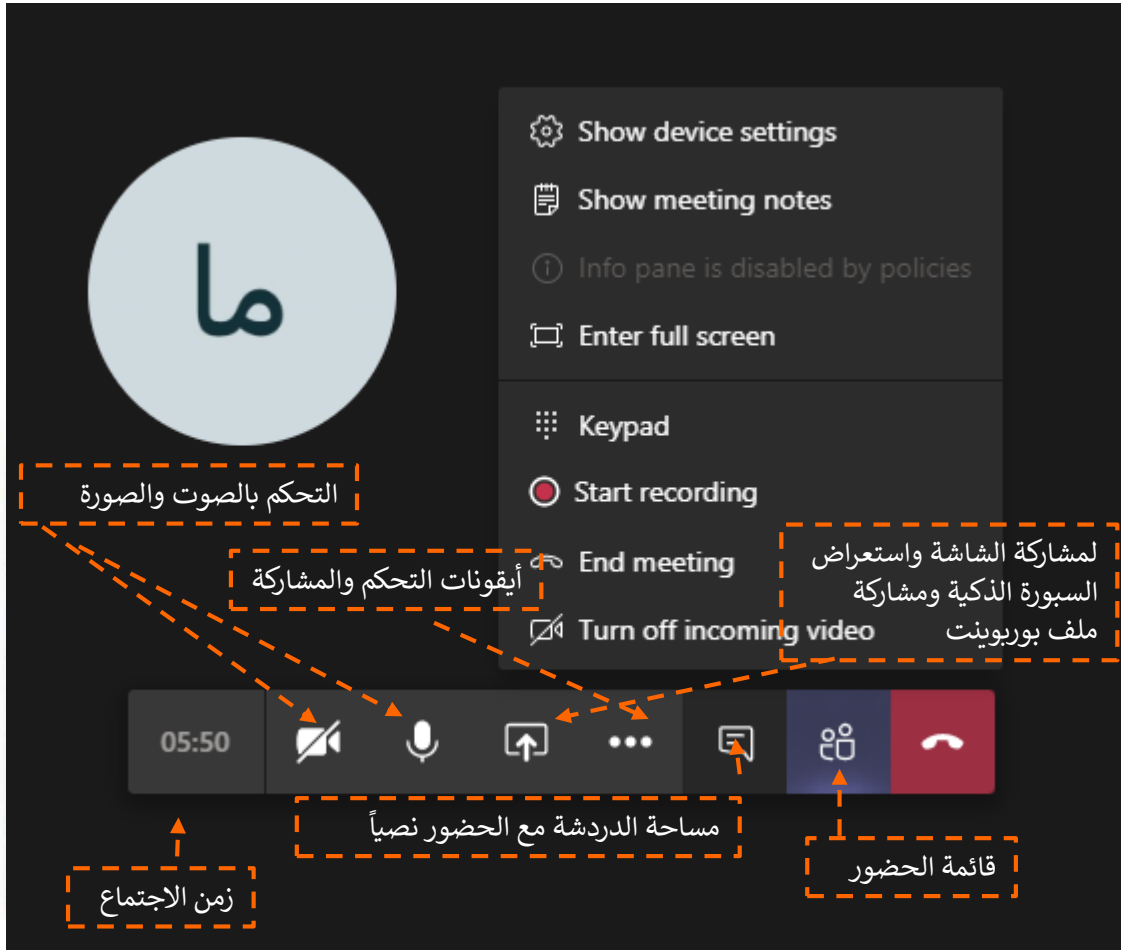 Show device settings
Show meeting notes
Info pane is disabled by policies
ما
Enter full screen
Keypad
التحكم بالصوت والصورة
Start recording
لمشاركة الشاشة واستعراض
السبورة الذكية ومشاركة
ملف بوربوينت
End meeting
أيقونات التحكم والمشاركة
Turn off incoming video
05:50
مساحة الدردشة مع الحضور نصياً
قائمة الحضور
زمن الاجتماع